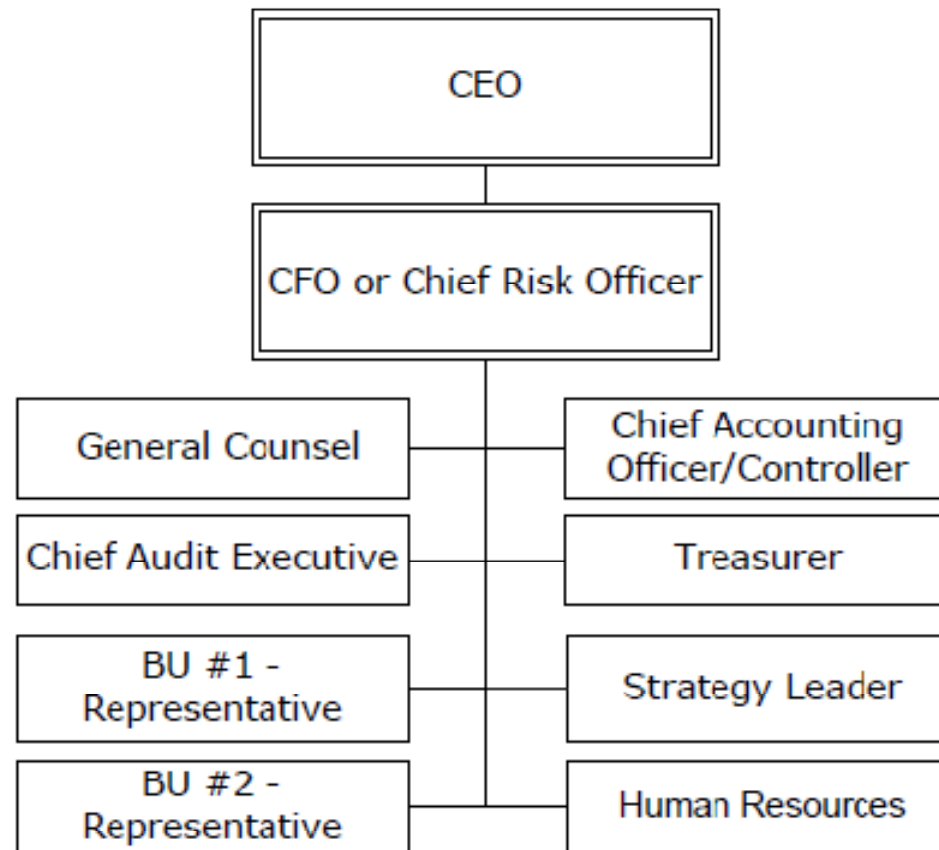 CEO
CFO or Chief Risk Officer
General Counsel
Chief Accounting
Officer/Controller
Chief Audit Executive
Treasurer
BU #1 -
Representative
Strategy Leader
BU #2 -
Representative
Human Resources